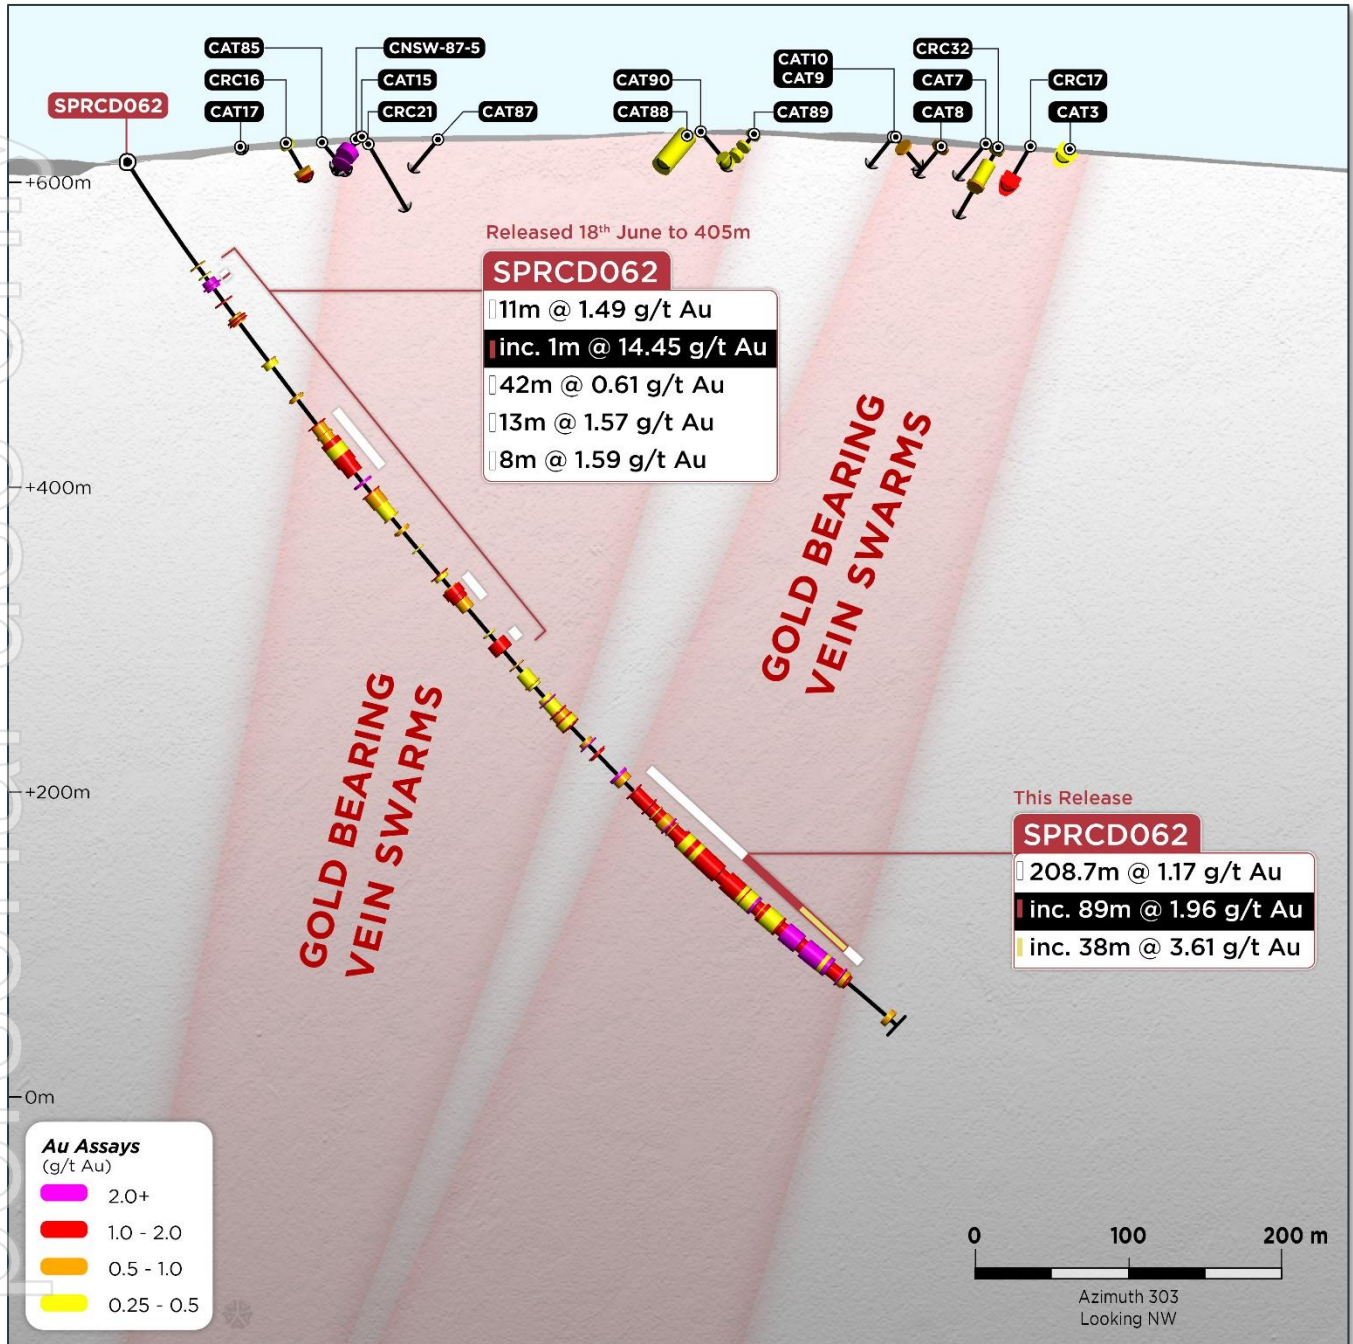 CAT85
CNSW-87-5
CRC16
CAT15
CAT17
CRC21
CAT87
SPRCD062
CAT90
CAT88
CAT89
CAT10
CAT9
CRC32
CAT7
CAT8
CRC17
CAT3
+600m
+400m
+200m
0m
Released 18th June to 405m
SPRCD062
11m @ 1.49 g/t Au
inc. 1m @ 14.45 g/t Au
42m @ 0.61 g/t Au
13m @ 1.57 g/t Au
8m @ 1.59 g/t Au
GOLD BEARING
VEIN SWARMS
GOLD BEARING
VEIN SWARMS
This Release
SPRCD062
208.7m @ 1.17 g/t Au
inc. 89m @ 1.96 g/t Au
inc. 38m @ 3.61 g/t Au
Au Assays
(g/t Au)
2.0+
1.0 - 2.0
0.5 - 1.0
0.25 - 0.5
0 100 200 m
Azimuth 303
Looking NW